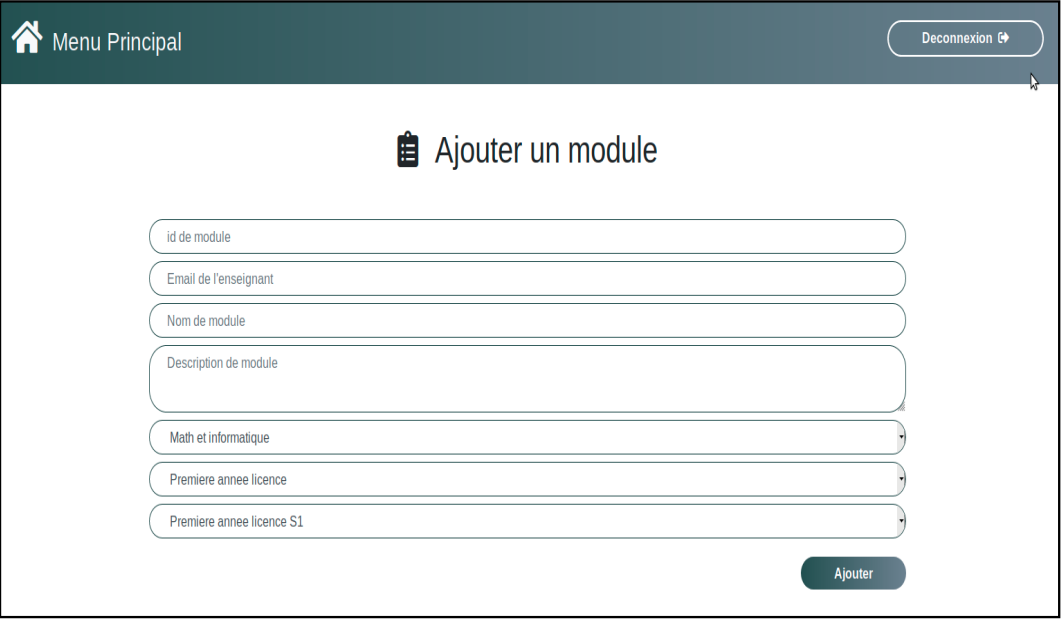 Menu Principal
Deconnexion
Ajouter un module
id de module
Email de l'enseignant
Nom de module
Description de module
Math et informatique
Premiere annee licence
Premiere annee licence S1
Ajouter